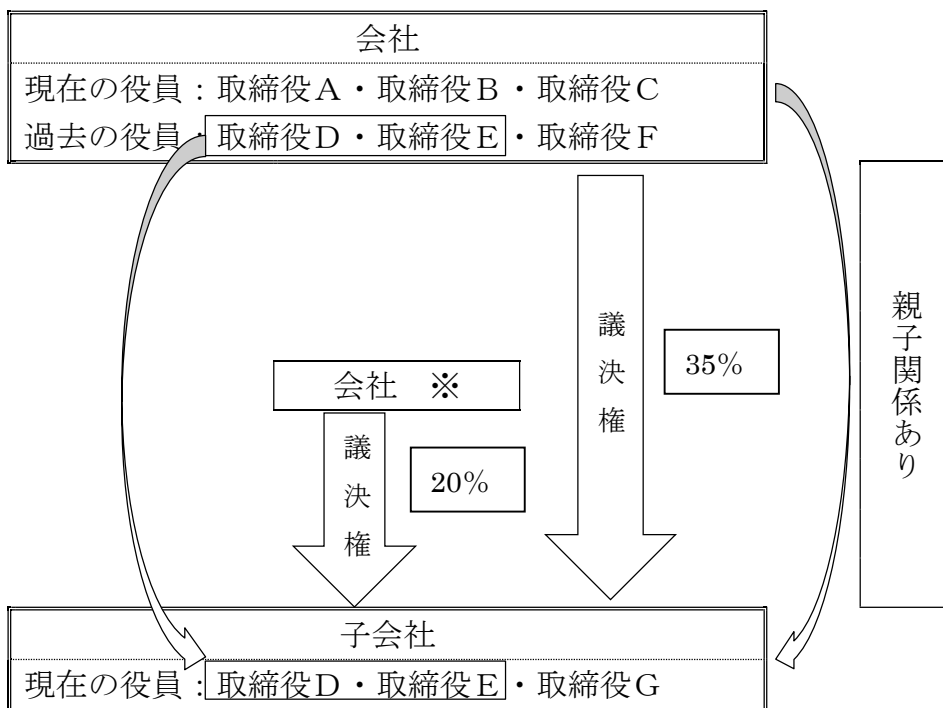 会社
現在の役員：取締役A・取締役B・取締役C
過去の役員：取締役D・取締役E・取締役F
議決権
35%
親子関係あり
会社　※
議決権
20%
子会社
現在の役員：取締役D・取締役E・取締役G